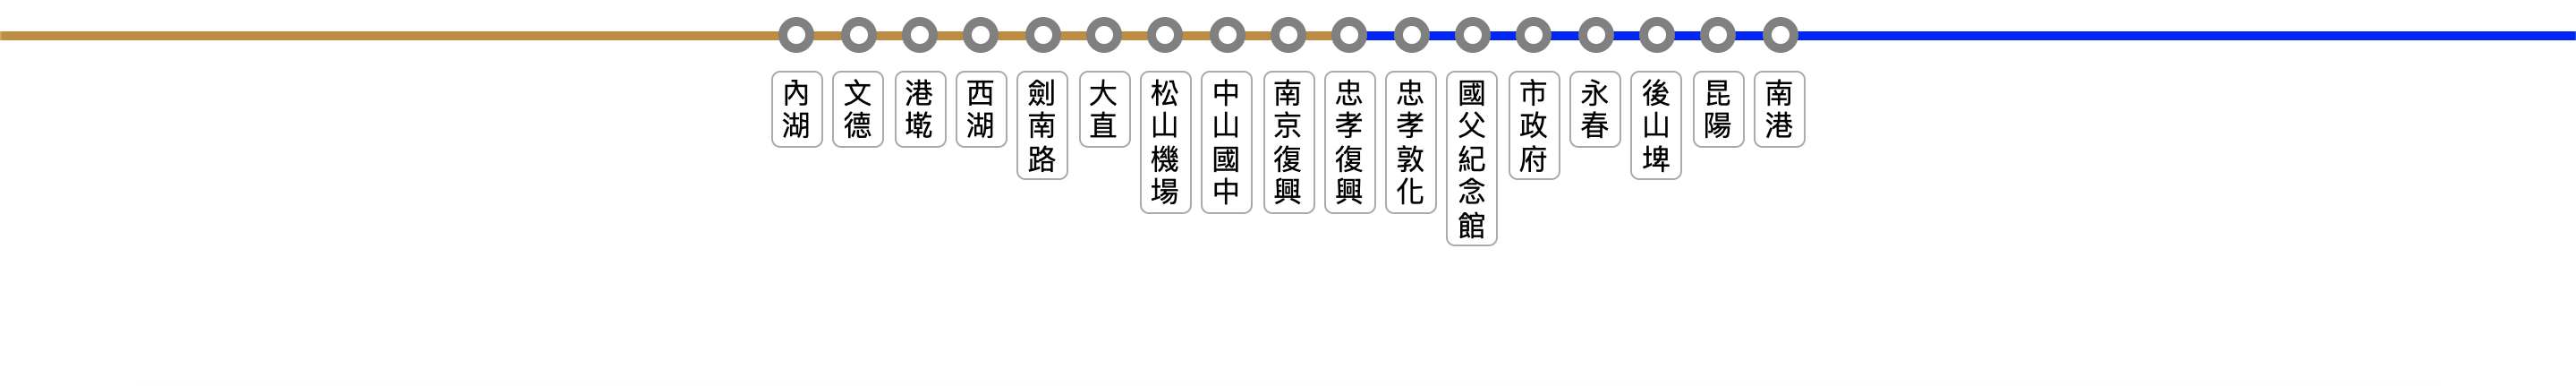 內湖
文德
港墘
西湖
劍南路
大直
松山機場
中山國中
南京復興
忠孝復興
忠孝敦化
國父紀念館
市政府
永春
後山埤
昆陽
南港